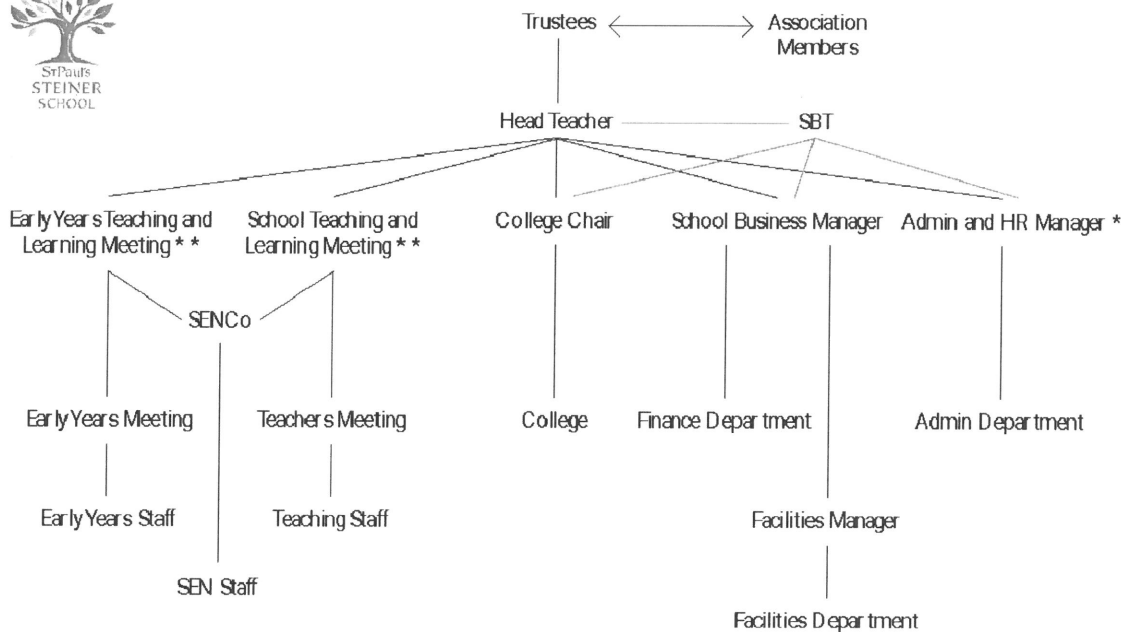 STPaul's
STEINER
SCHOOL
Trustees
Association
Members
Head Teacher
SBT
Early Years Teaching and
Learning Meeting * *
School Teaching and
Learning Meeting * *
College Chair
School Business Manager
Admin and HR Manager *
SENCo
Early Years Meeting
Teachers Meeting
College
Finance Department
Admin Department
Early Years Staff
Teaching Staff
Facilities Manager
SEN Staff
Facilities Department